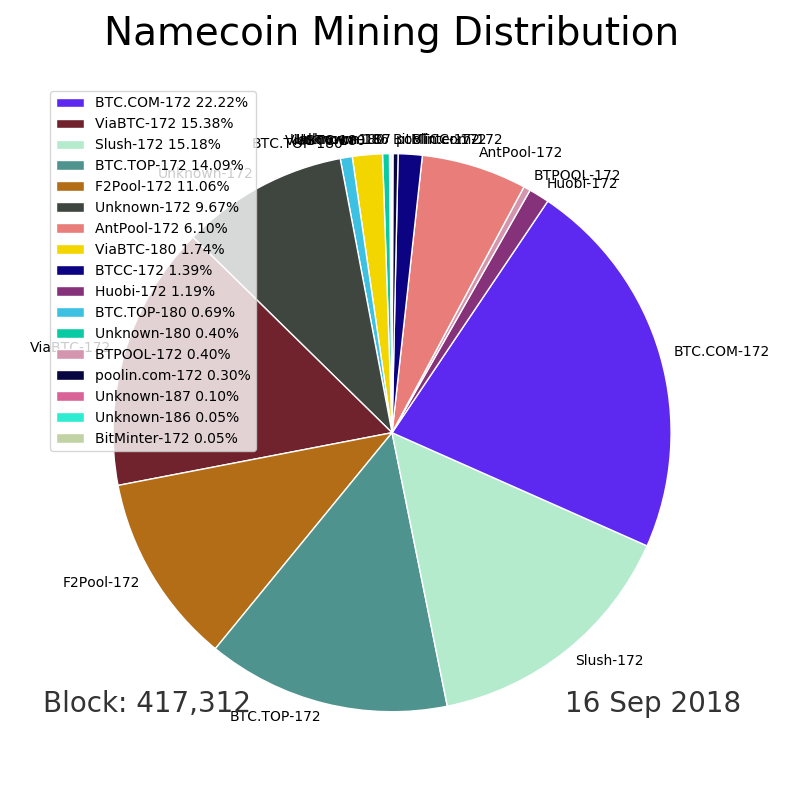 Namecoin Mining Distribution
BTC.COM-172 22.22%
ViaBTC-172 15.38%
Slush-172 15.18%
BTC.TOP-172 14.09%
F2Pool-172 11.06%
Unknown-172 9.67%
AntPool-172 6.10%
ViaBTC-180 1.74%
BTCC-172 1.39%
Huobi-172 1.19%
BTC.TOP-180 0.69%
Unknown-180 0.40%
BTPOOL-172 0.40%
poolin.com-172 0.30%
Unknown-187 0.10%
Unknown-186 0.05%
BitMinter-172 0.05%
AntPool-172
BTPOOL-172
Huobi-172
BTC.COM-172
Slush-172
BTC.TOP-172
F2Pool-172
ViaBTC-172
Unknown-172
BTC.TOP-180
Block: 417,312
16 Sep 2018